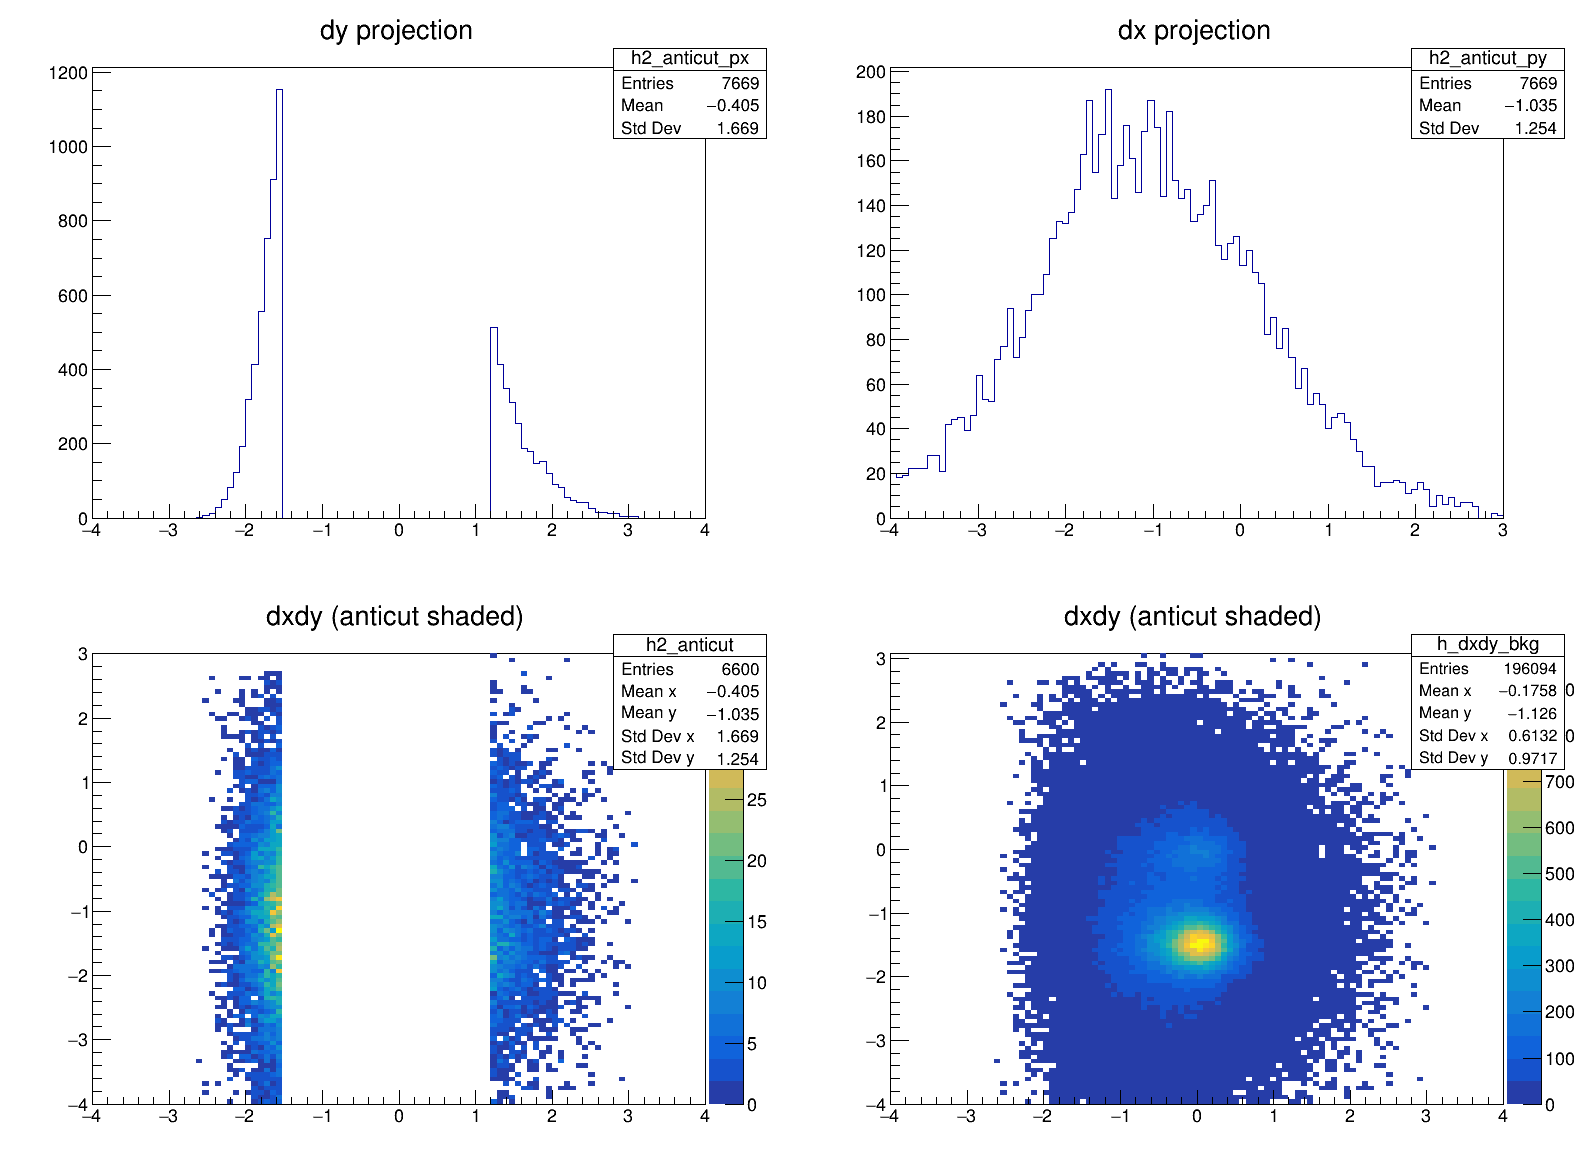 dy projection
h2_anticut_px
Entries 7669
Mean −0.405
Std Dev 1.669
1200
1000
800
600
400
200
0
−4 −3 −2 −1 0 1 2 3 4
dx projection
h2_anticut_py
Entries 7669
Mean −1.035
Std Dev 1.254
200
180
160
140
120
100
80
60
40
20
0
−4 −3 −2 −1 0 1 2 3
dxdy (anticut shaded)
h2_anticut
Entries 6600
Mean x −0.405
Mean y −1.035
Std Dev x 1.669
Std Dev y 1.254
3
2
1
0
−1
−2
−3
−4
−4 −3 −2 −1 0 1 2 3 4
25
20
15
10
5
0
dxdy (anticut shaded)
h_dxdy_bkg
Entries 196094
Mean x −0.1758
Mean y −1.126
Std Dev x 0.6132
Std Dev y 0.9717
3
2
1
0
−1
−2
−3
−4
−4 −3 −2 −1 0 1 2 3 4
0
0
700
600
500
400
300
200
100
0